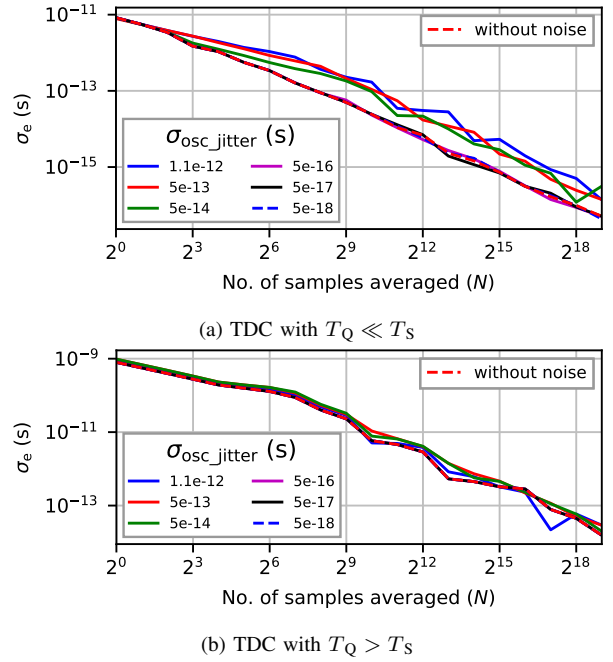 10⁻¹¹
10⁻¹³
10⁻¹⁵
σe (s)
without noise
σosc_jitter (s)
1.1e-12 5e-16
5e-13 5e-17
5e-14 5e-18
2⁰ 2³ 2⁶ 2⁹ 2¹² 2¹⁵ 2¹⁸
No. of samples averaged (N)
(a) TDC with TQ ≪ TS
10⁻⁹
10⁻¹¹
10⁻¹³
σe (s)
without noise
σosc_jitter (s)
1.1e-12 5e-16
5e-13 5e-17
5e-14 5e-18
2⁰ 2³ 2⁶ 2⁹ 2¹² 2¹⁵ 2¹⁸
No. of samples averaged (N)
(b) TDC with TQ > TS